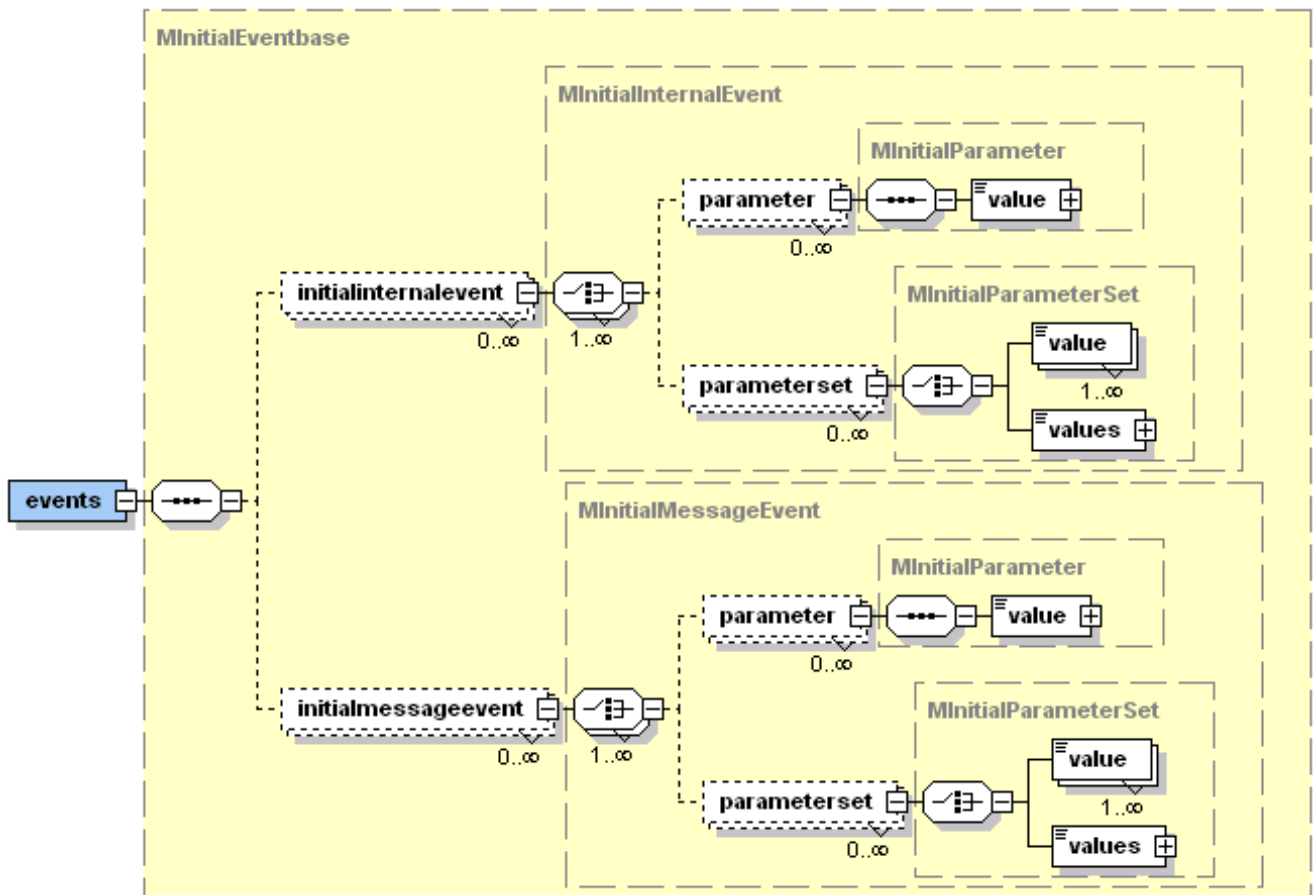 MInitialEventbase
MInitialInternalEvent
MInitialParameter
parameter
value
0..∞
MInitialParameterSet
initialinternalevent
value
0..∞
1..∞
parameterset
1..∞
0..∞
values
events
MInitialMessageEvent
MInitialParameter
parameter
value
0..∞
initialmessageevent
MInitialParameterSet
0..∞
1..∞
value
parameterset
1..∞
0..∞
values